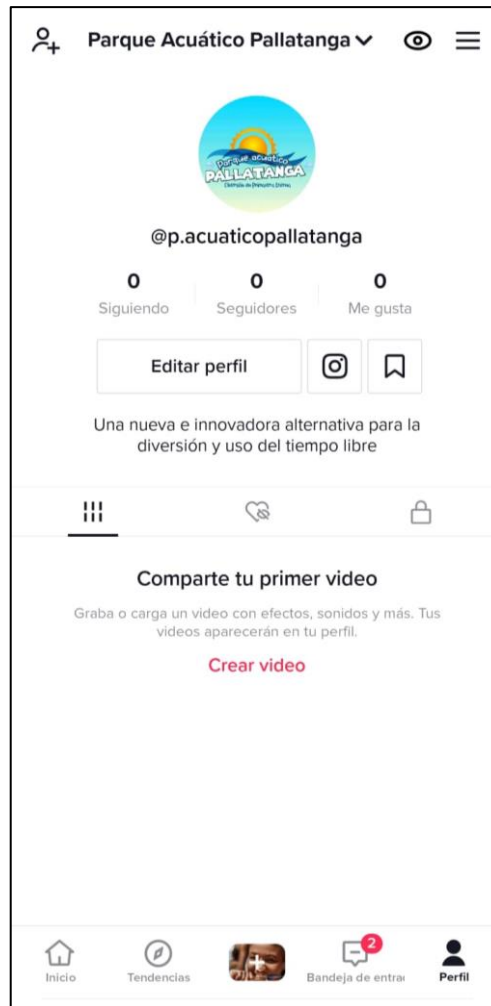 Parque Acuático Pallatanga
Parque acuático
PALLATANGA
@p.acuaticopallatanga
0 0 0
Siguiendo Seguidores Me gusta
Editar perfil
Una nueva e innovadora alternativa para la
diversión y uso del tiempo libre
Comparte tu primer video
Graba o carga un video con efectos, sonidos y más. Tus
videos aparecerán en tu perfil.
Crear video
2
Inicio Tendencias Bandeja de entra Perfil